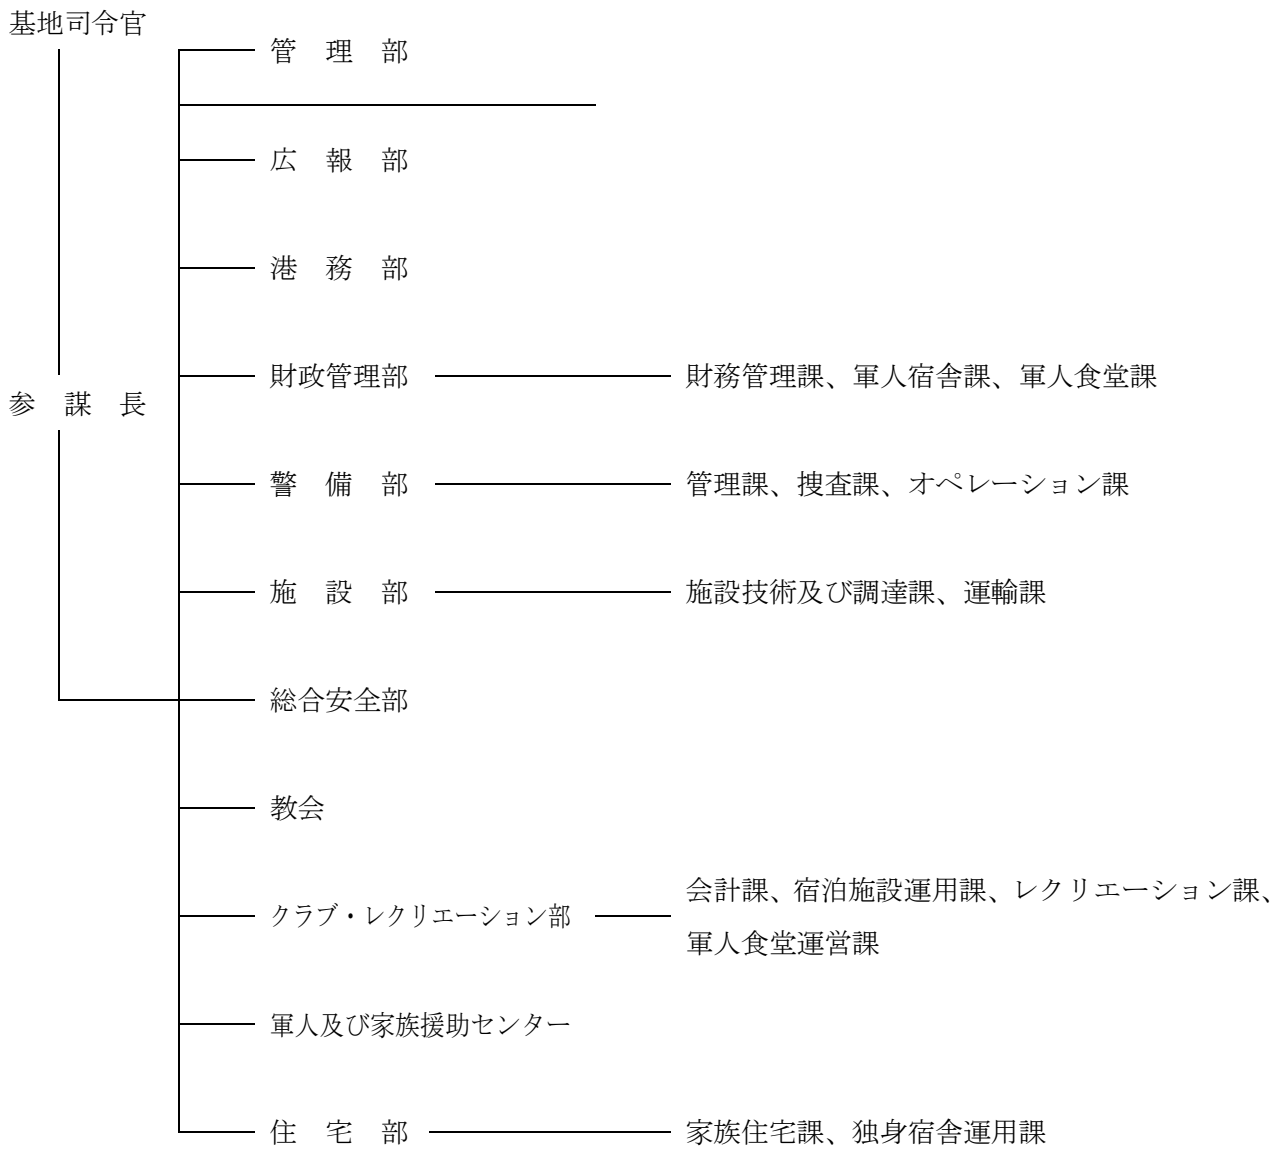 基地司令官
管　理　部
広　報　部
港　務　部
財政管理部　財務管理課、軍人宿舎課、軍人食堂課
参　謀　長
警　備　部　管理課、捜査課、オペレーション課
施　設　部　施設技術及び調達課、運輸課
総合安全部
教会
クラブ・レクリエーション部　会計課、宿泊施設運用課、レクリエーション課、
軍人食堂運営課
軍人及び家族援助センター
住　宅　部　家族住宅課、独身宿舎運用課